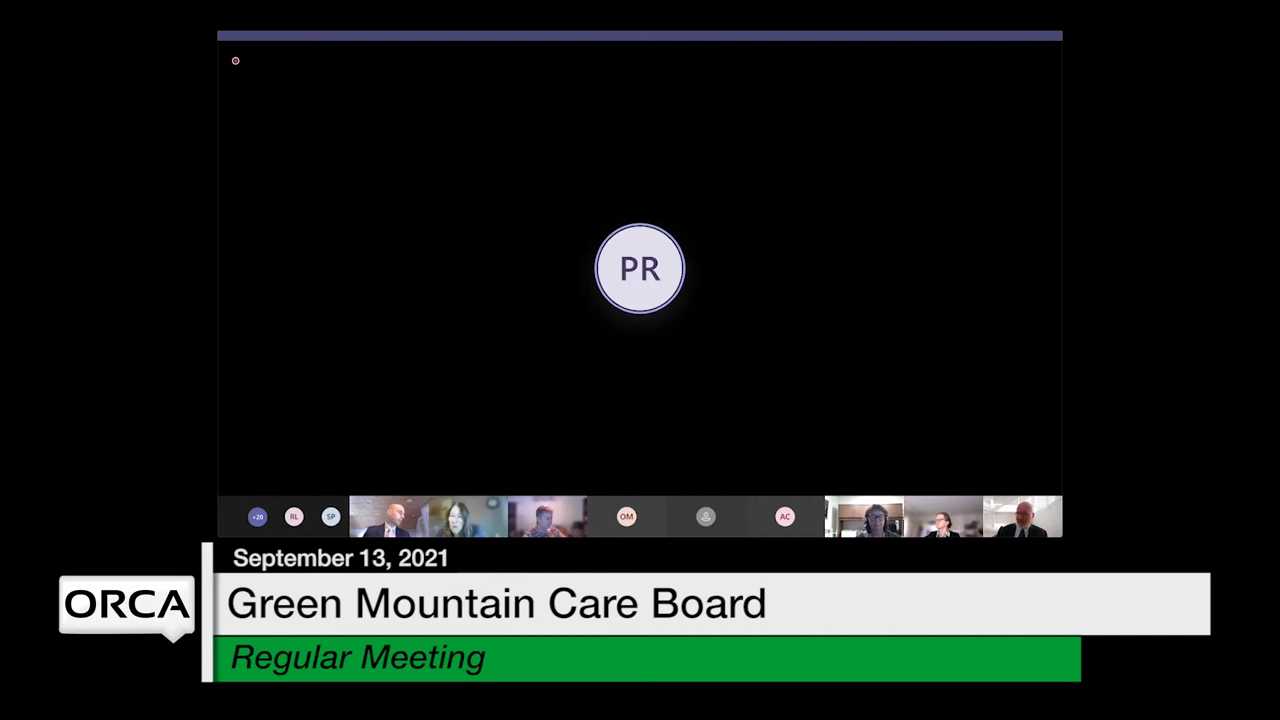 PR
+20 RL SP OM AC
September 13, 2021
ORCA
Green Mountain Care Board
Regular Meeting